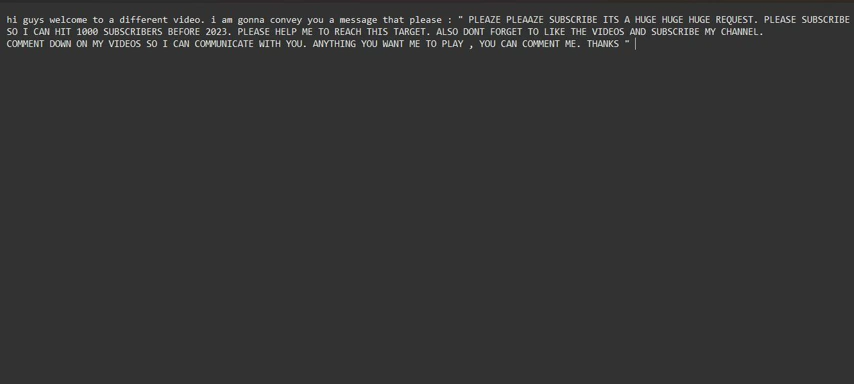 hi guys welcome to a different video. i am gonna convey you a message that please : " PLEAZE PLEAAZE SUBSCRIBE ITS A HUGE HUGE HUGE REQUEST. PLEASE SUBSCRIBE
SO I CAN HIT 1000 SUBSCRIBERS BEFORE 2023. PLEASE HELP ME TO REACH THIS TARGET. ALSO DONT FORGET TO LIKE THE VIDEOS AND SUBSCRIBE MY CHANNEL.
COMMENT DOWN ON MY VIDEOS SO I CAN COMMUNICATE WITH YOU. ANYTHING YOU WANT ME TO PLAY , YOU CAN COMMENT ME. THANKS "